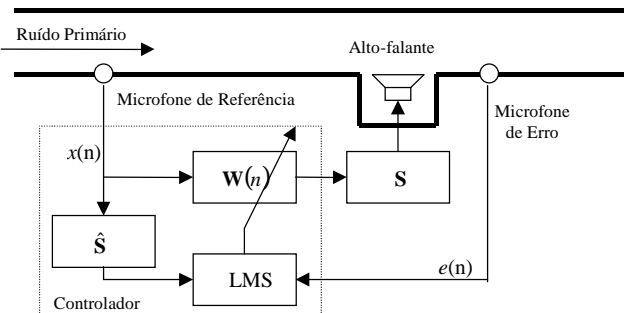 Ruído Primário
Alto-falante
Microfone de Referência
Microfone
de Erro
x(n)
W(n)
S
Ŝ
LMS
e(n)
Controlador